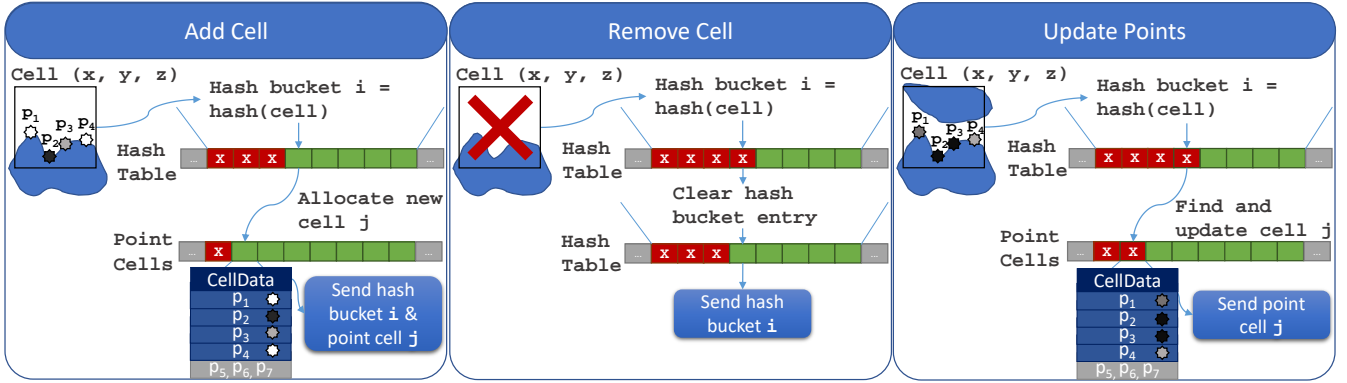 Add Cell
Cell (x, y, z)
Hash bucket i =
hash(cell)
p1
p2
p3
p4
Hash
Table
...
x
x
x
...
Allocate new
cell j
Point
Cells
...
x
...
CellData
p1
p2
p3
p4
p5, p6, p7
Send hash
bucket i &
point cell j
Remove Cell
Cell (x, y, z)
Hash bucket i =
hash(cell)
Hash
Table
...
x
x
x
x
...
Clear hash
bucket entry
Hash
Table
...
x
x
x
...
Send hash
bucket i
Update Points
Cell (x, y, z)
Hash bucket i =
hash(cell)
p1
p2
p3
p4
Hash
Table
...
x
x
x
x
...
Find and
update cell j
Point
Cells
...
x
x
...
CellData
p1
p2
p3
p4
p5, p6, p7
Send point
cell j